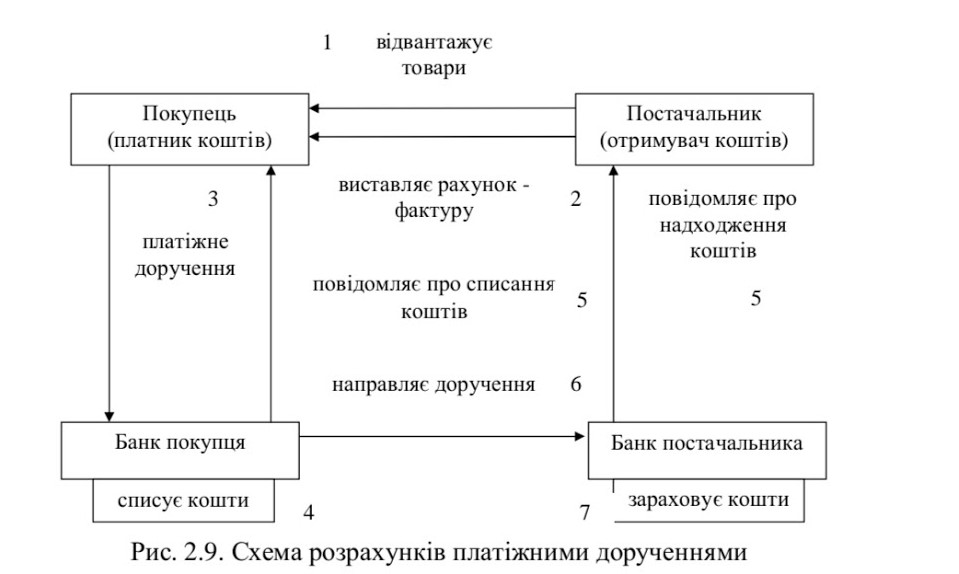 1 відвантажує
товари
Покупець
(платник коштів)
Постачальник
(отримувач коштів)
3
платіжне
доручення
виставляє рахунок -
фактуру
2
повідомляє про
надходження
коштів
5
повідомляє про списання
коштів
5
направляє доручення 6
Банк покупця
Банк постачальника
списує кошти
4
7
зараховує кошти
Рис. 2.9. Схема розрахунків платіжними дорученнями